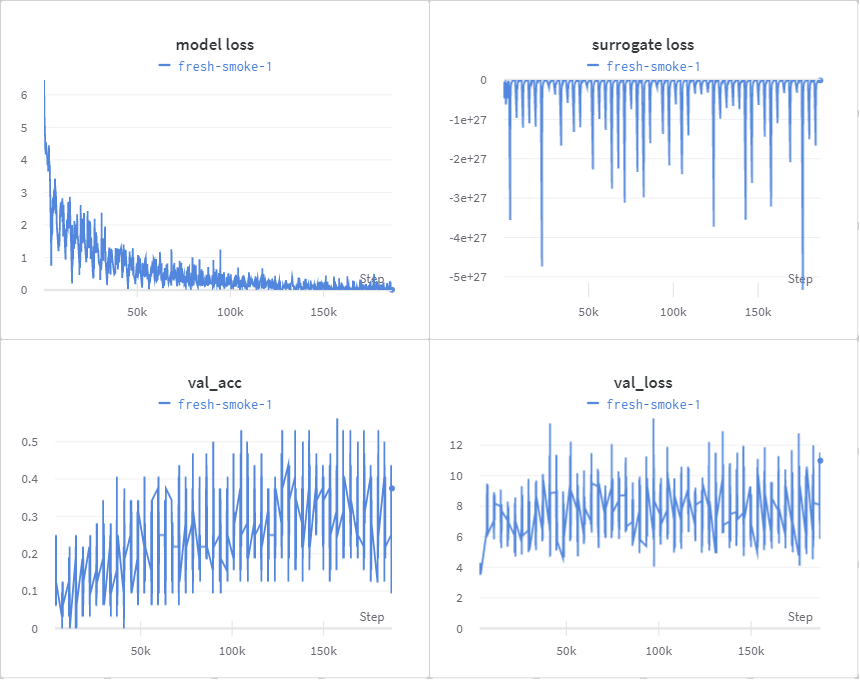 model loss
fresh-smoke-1
6
5
4
3
2
1
0
Step
50k
100k
150k
surrogate loss
fresh-smoke-1
0
-1e+27
-2e+27
-3e+27
-4e+27
-5e+27
Step
50k
100k
150k
val_acc
fresh-smoke-1
0.5
0.4
0.3
0.2
0.1
0
Step
50k
100k
150k
val_loss
fresh-smoke-1
12
10
8
6
4
2
0
Step
50k
100k
150k